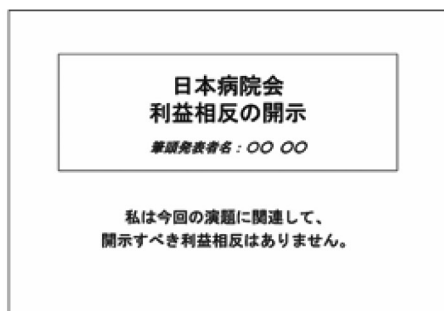 日本病院会
利益相反の開示
筆頭発表者名：〇〇 〇〇
私は今回の演題に関連して、
開示すべき利益相反はありません。